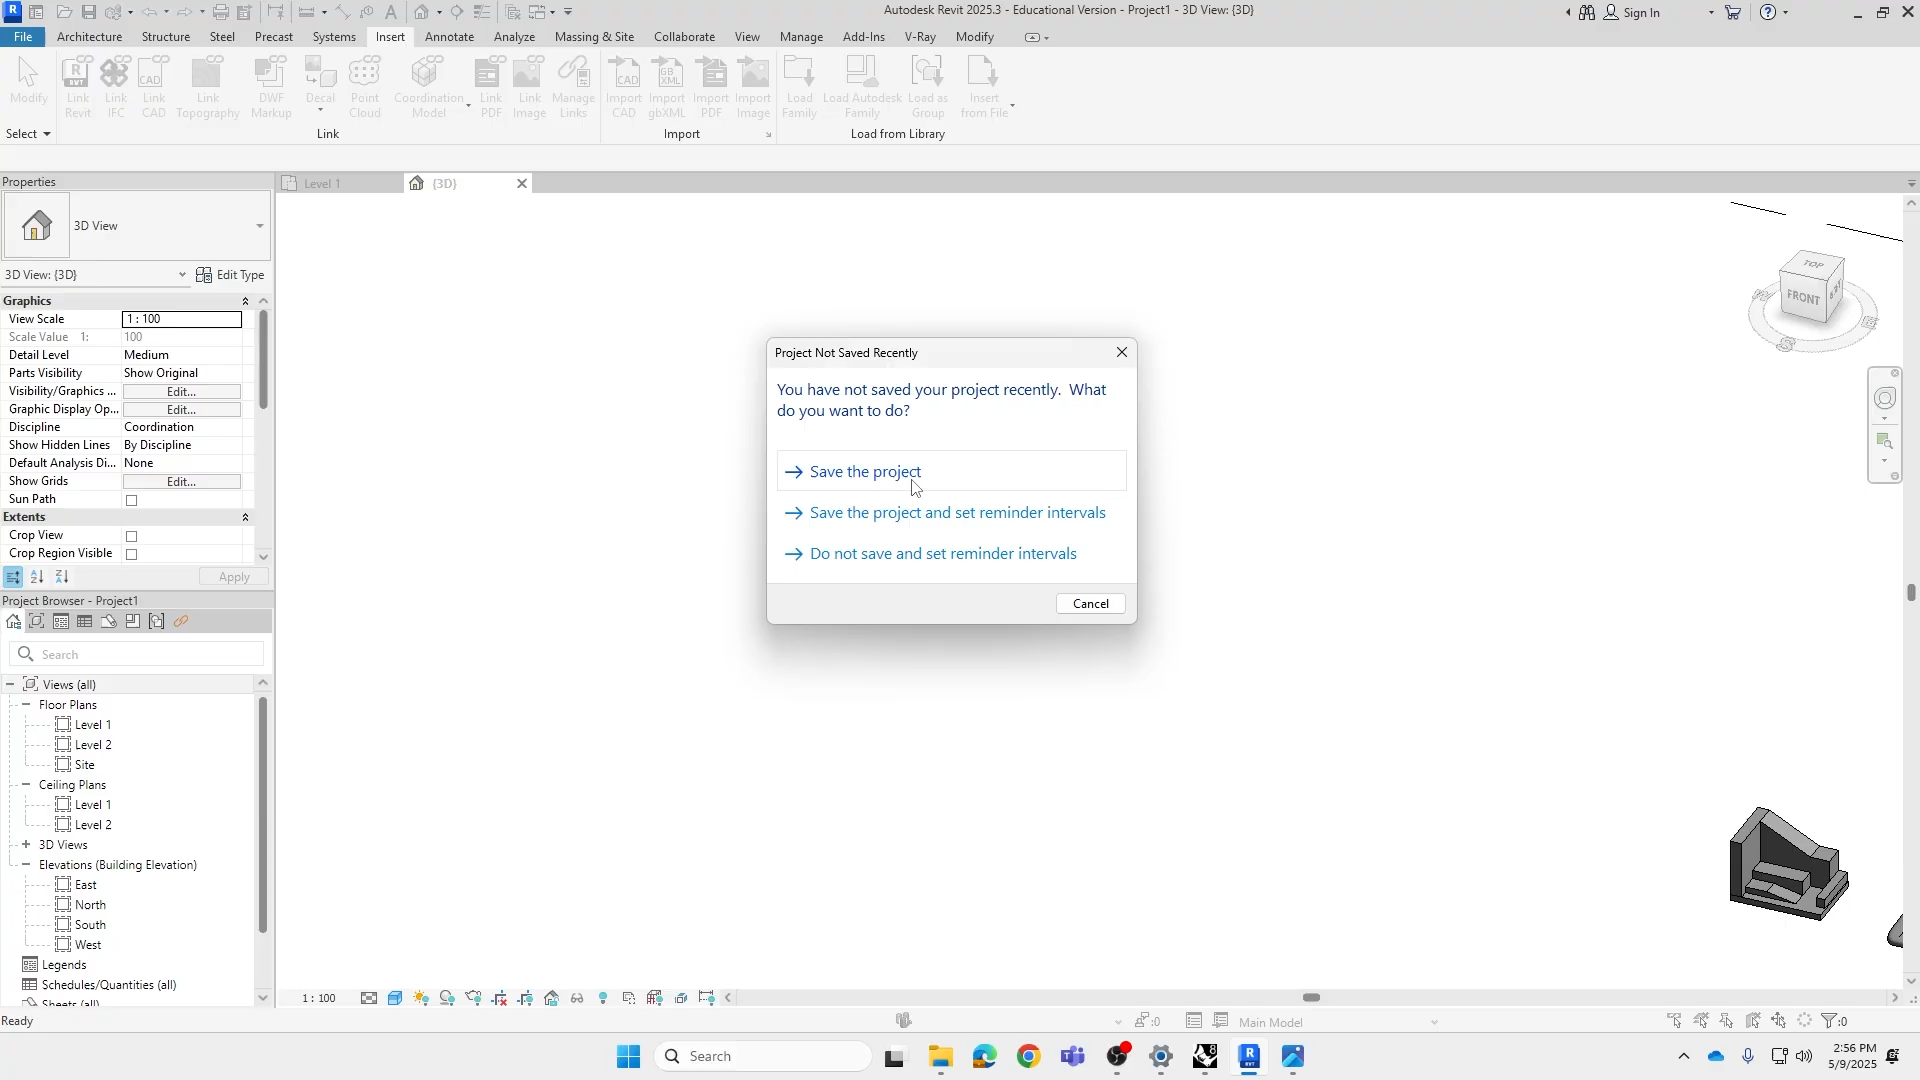 Autodesk Revit 2025.3 - Educational Version - Project1 - 3D View: {3D}
Sign In
File Architecture Structure Steel Precast Systems Insert Annotate Analyze Massing & Site Collaborate View Manage Add-Ins V-Ray Modify
Modify
Link Revit
Link IFC
Link CAD
Link Topography
DWF Markup
Decal
Point Cloud
Coordination Model
Link PDF
Link Image
Manage Links
Import CAD
Import gbXML
Import PDF
Import Image
Load Family
Load Autodesk Family
Load as Group
Insert from File
Select
Link
Import
Load from Library
Properties
Level 1
{3D}
3D View
3D View: {3D}
Edit Type
Graphics
View Scale 1 : 100
Scale Value 1: 100
Detail Level Medium
Parts Visibility Show Original
Visibility/Graphics ... Edit...
Graphic Display Op... Edit...
Discipline Coordination
Show Hidden Lines By Discipline
Default Analysis Di... None
Show Grids Edit...
Sun Path
Extents
Crop View
Crop Region Visible
Apply
TOP
FRONT
Project Not Saved Recently
You have not saved your project recently. What
do you want to do?
Save the project
Save the project and set reminder intervals
Do not save and set reminder intervals
Cancel
Project Browser - Project1
Search
Views (all)
Floor Plans
Level 1
Level 2
Site
Ceiling Plans
Level 1
Level 2
3D Views
Elevations (Building Elevation)
East
North
South
West
Legends
Schedules/Quantities (all)
Sheets (all)
1 : 100
Ready
:0
Main Model
:0
Search
2:56 PM
5/9/2025